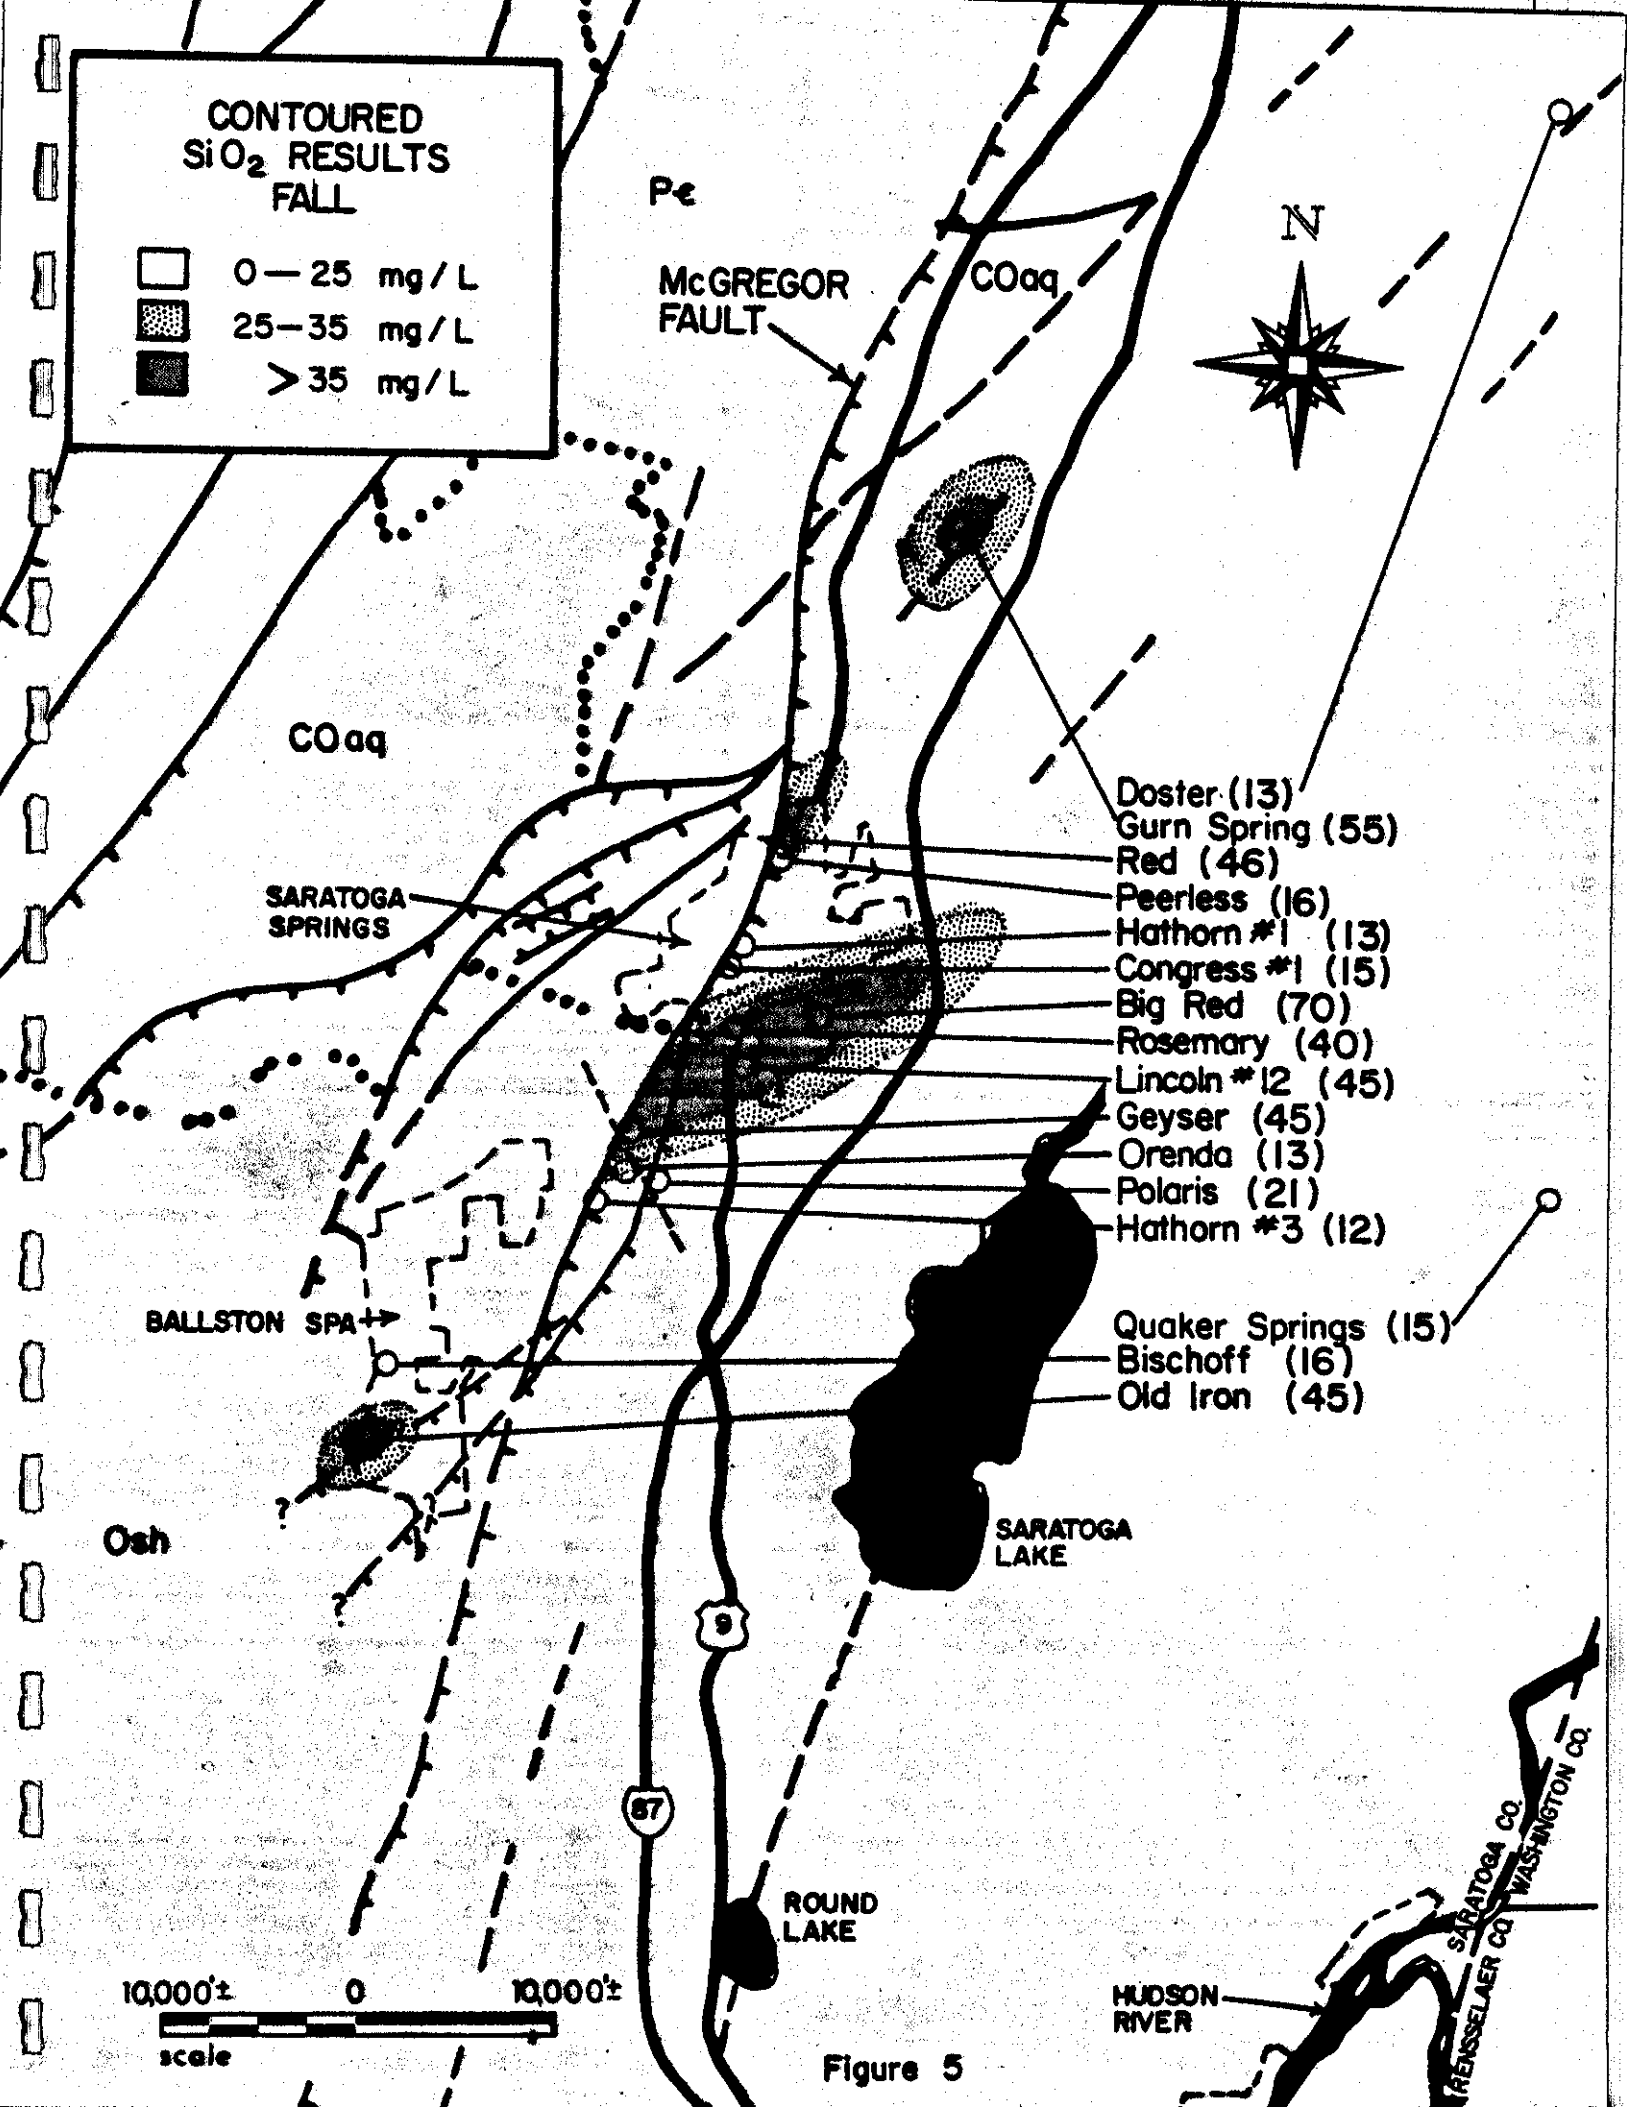 CONTOURED
SiO₂ RESULTS
FALL
0 — 25 mg / L
25 — 35 mg / L
> 35 mg / L
P-Є
McGREGOR
FAULT
COaq
N
COaq
Doster (13)
Gurn Spring (55)
Red (46)
Peerless (16)
Hathorn #1 (13)
Congress #1 (15)
Big Red (70)
Rosemary (40)
Lincoln #12 (45)
Geyser (45)
Orenda (13)
Polaris (21)
Hathorn #3 (12)
SARATOGA
SPRINGS
BALLSTON SPA
Quaker Springs (15)
Bischoff (16)
Old Iron (45)
?
?
Osh
SARATOGA
LAKE
9
87
ROUND
LAKE
SARATOGA CO.
WASHINGTON CO.
RENSSELAER CO.
HUDSON
RIVER
10,000'± 0 10,000'±
scale
Figure 5